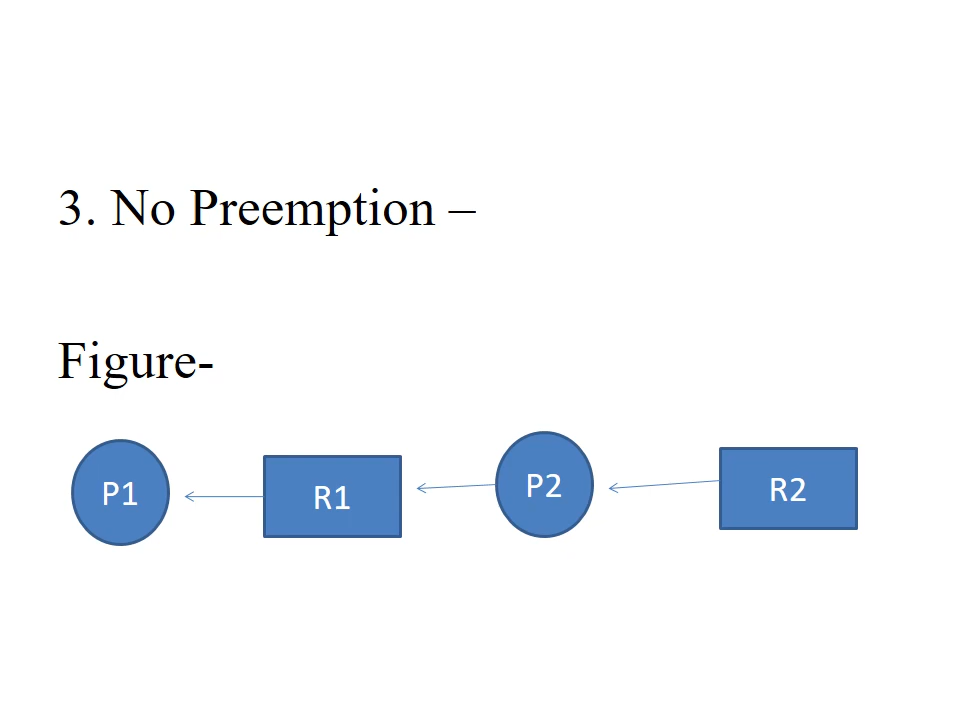 3. No Preemption –
Figure-
P1
R1
P2
R2